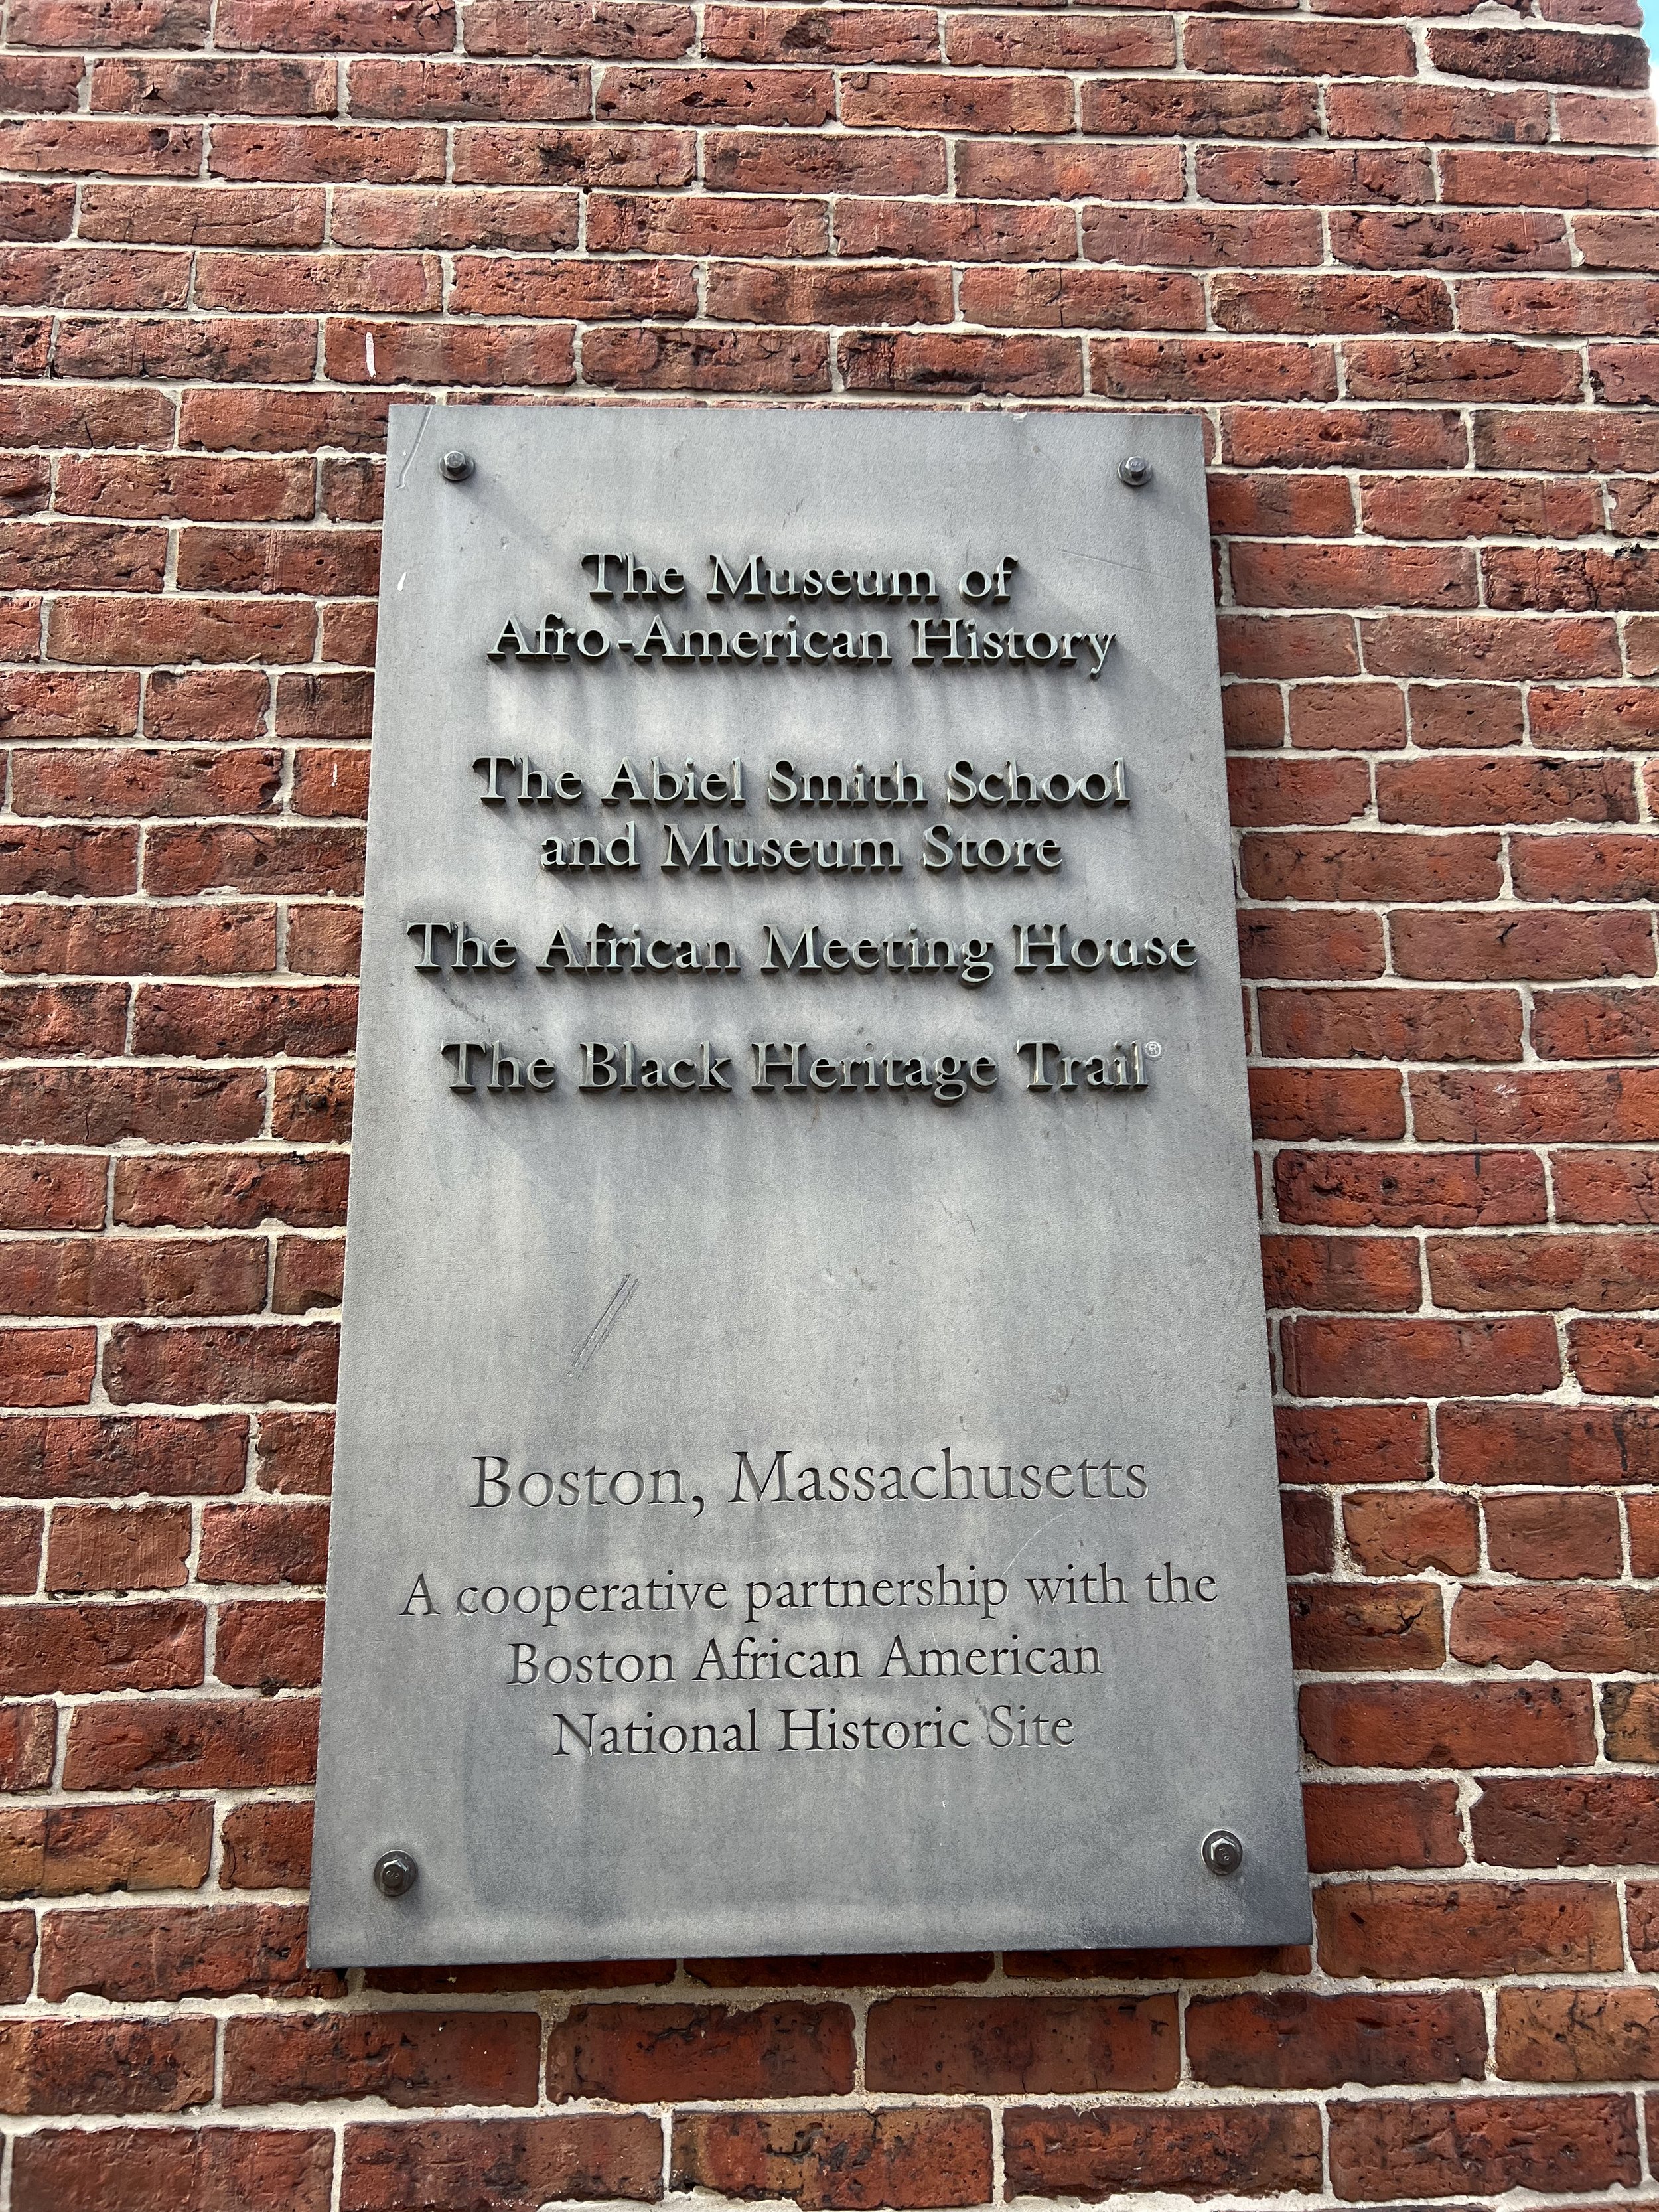 The Museum of
Afro-American History
The Abiel Smith School
and Museum Store
The African Meeting House
The Black Heritage Trail®
Boston, Massachusetts
A cooperative partnership with the
Boston African American
National Historic Site